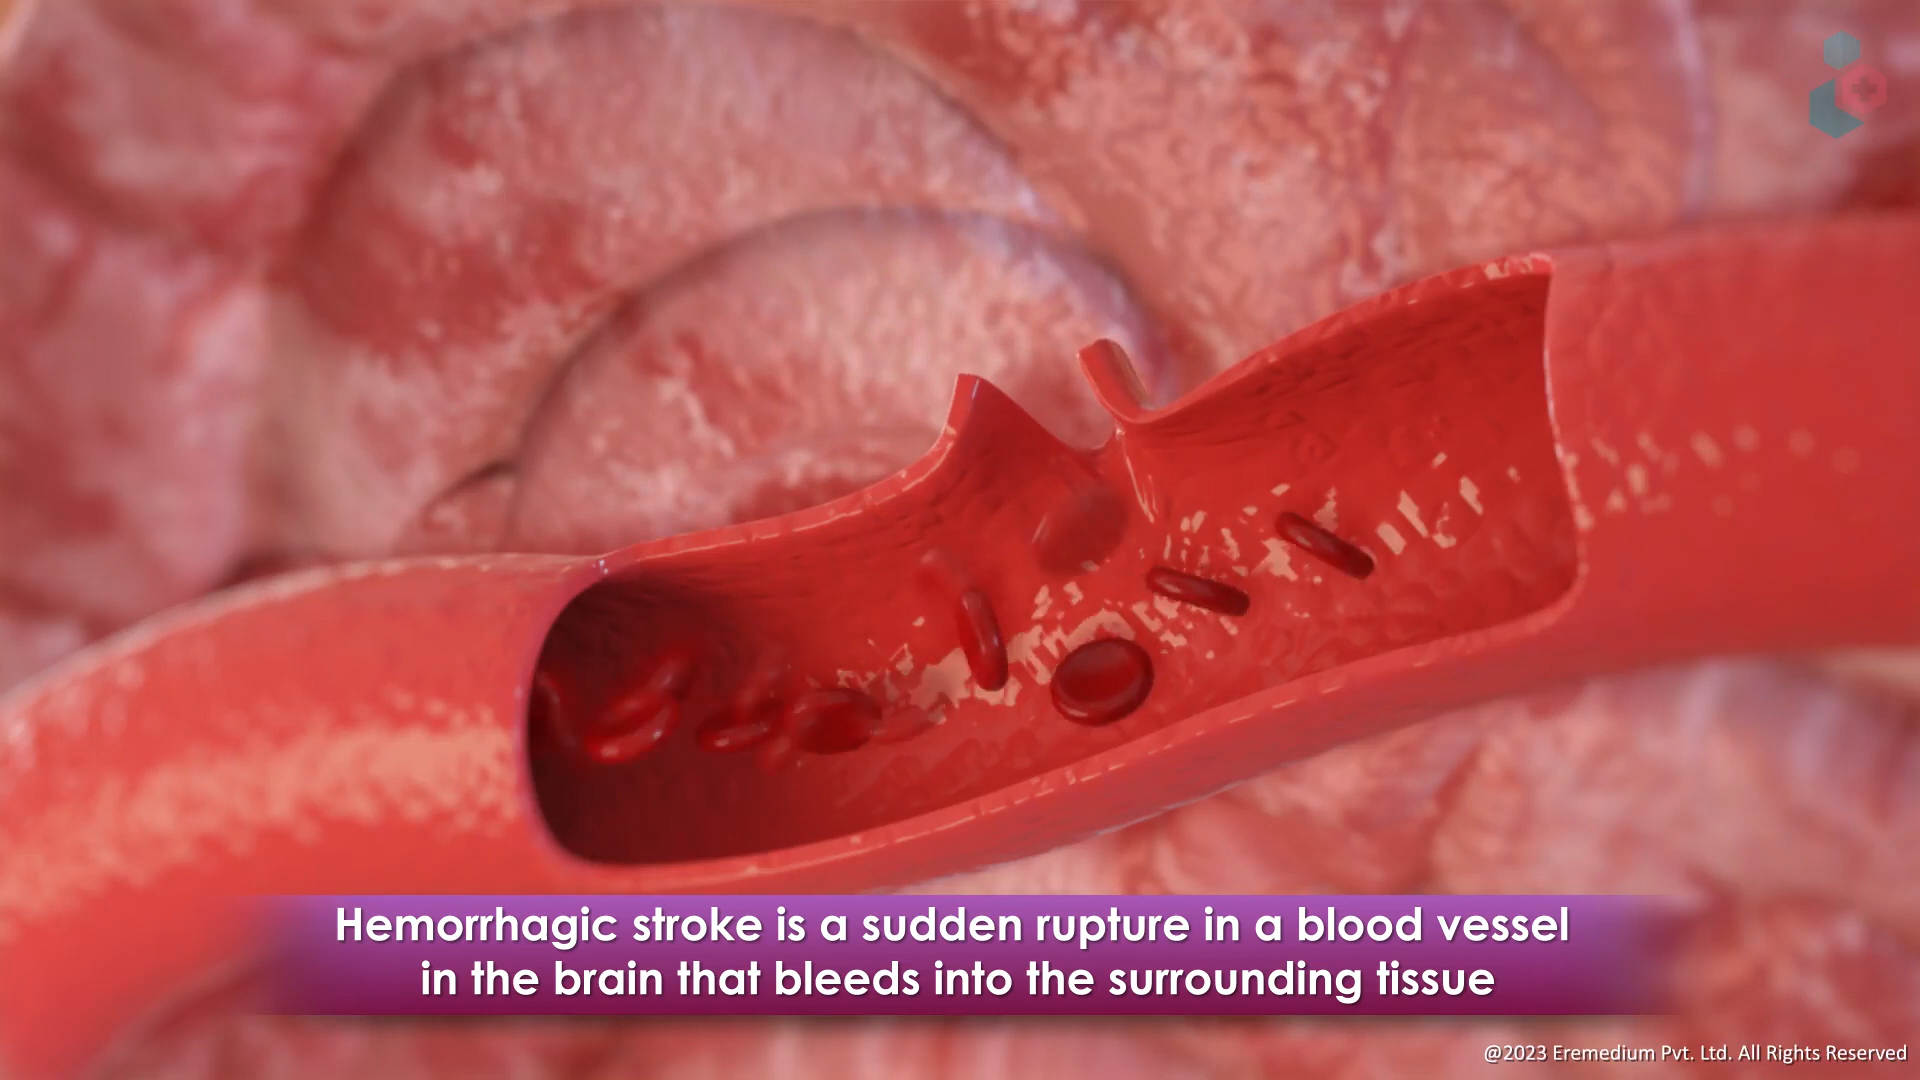 Hemorrhagic stroke is a sudden rupture in a blood vessel
in the brain that bleeds into the surrounding tissue
@2023 Eremedium Pvt. Ltd. All Rights Reserved